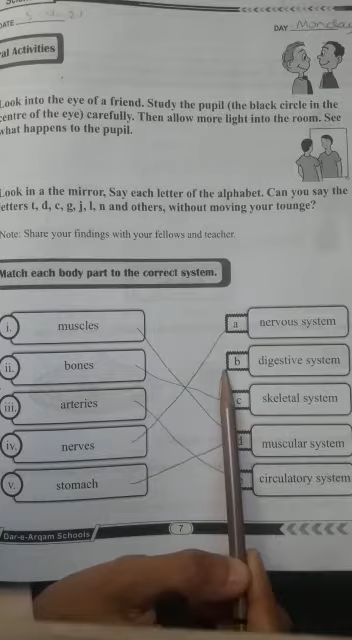 DATE
DAY Monday
al Activities
Look into the eye of a friend. Study the pupil (the black circle in the
centre of the eye) carefully. Then allow more light into the room. See
what happens to the pupil.
Look in a the mirror, Say each letter of the alphabet. Can you say the
letters t, d, c, g, j, l, n and others, without moving your tounge?
Note: Share your findings with your fellows and teacher.
Match each body part to the correct system.
i. muscles a nervous system
ii. bones b digestive system
iii. arteries c skeletal system
iv. nerves d muscular system
v. stomach circulatory system
Dar-e-Arqam Schools 7